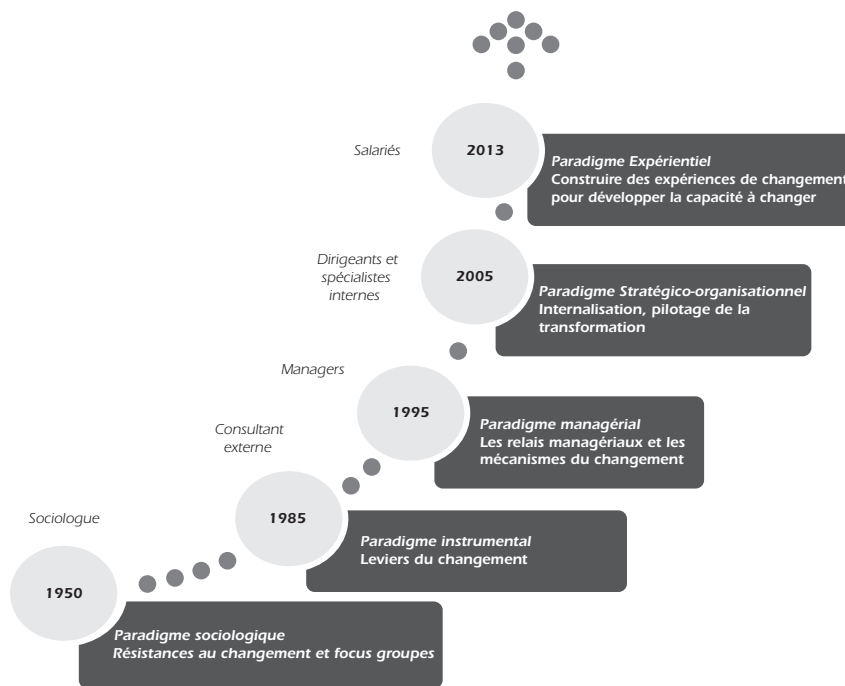 Salariés
2013
Paradigme Expérientiel
Construire des expériences de changement
pour développer la capacité à changer
Dirigeants et
spécialistes
internes
2005
Paradigme Stratégico-organisationnel
Internalisation, pilotage de la
transformation
Managers
1995
Paradigme managérial
Les relais managériaux et les
mécanismes du changement
Consultant
externe
1985
Paradigme instrumental
Leviers du changement
Sociologue
1950
Paradigme sociologique
Résistances au changement et focus groupes